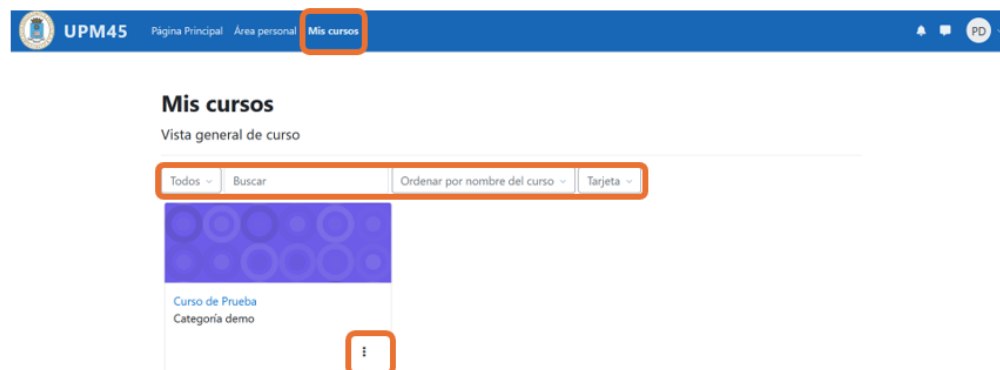 UPM45 Página Principal Área personal Mis cursos PD
Mis cursos
Vista general de curso
Todos Buscar Ordenar por nombre del curso Tarjeta
Curso de Prueba
Categoría demo